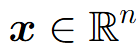 𝒙 ∈ ℝⁿ